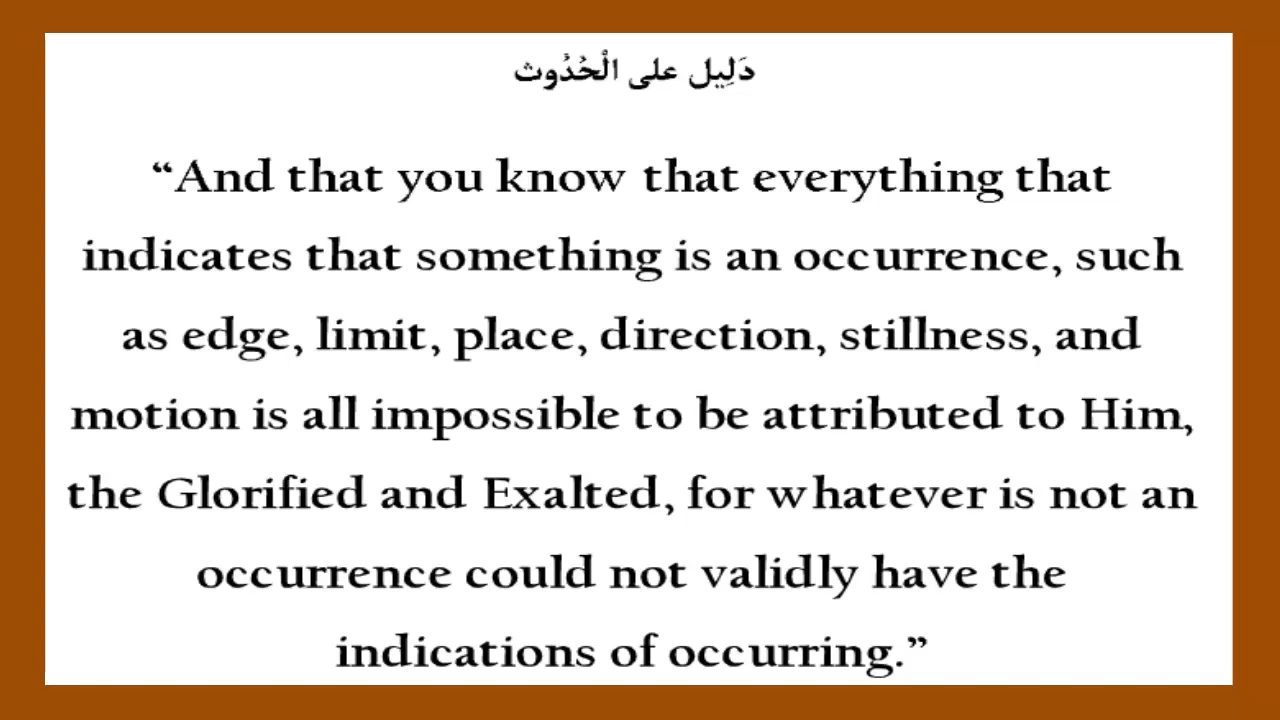 دَلِيل على الْحُدُوث
“And that you know that everything that
indicates that something is an occurrence, such
as edge, limit, place, direction, stillness, and
motion is all impossible to be attributed to Him,
the Glorified and Exalted, for whatever is not an
occurrence could not validly have the
indications of occurring.”